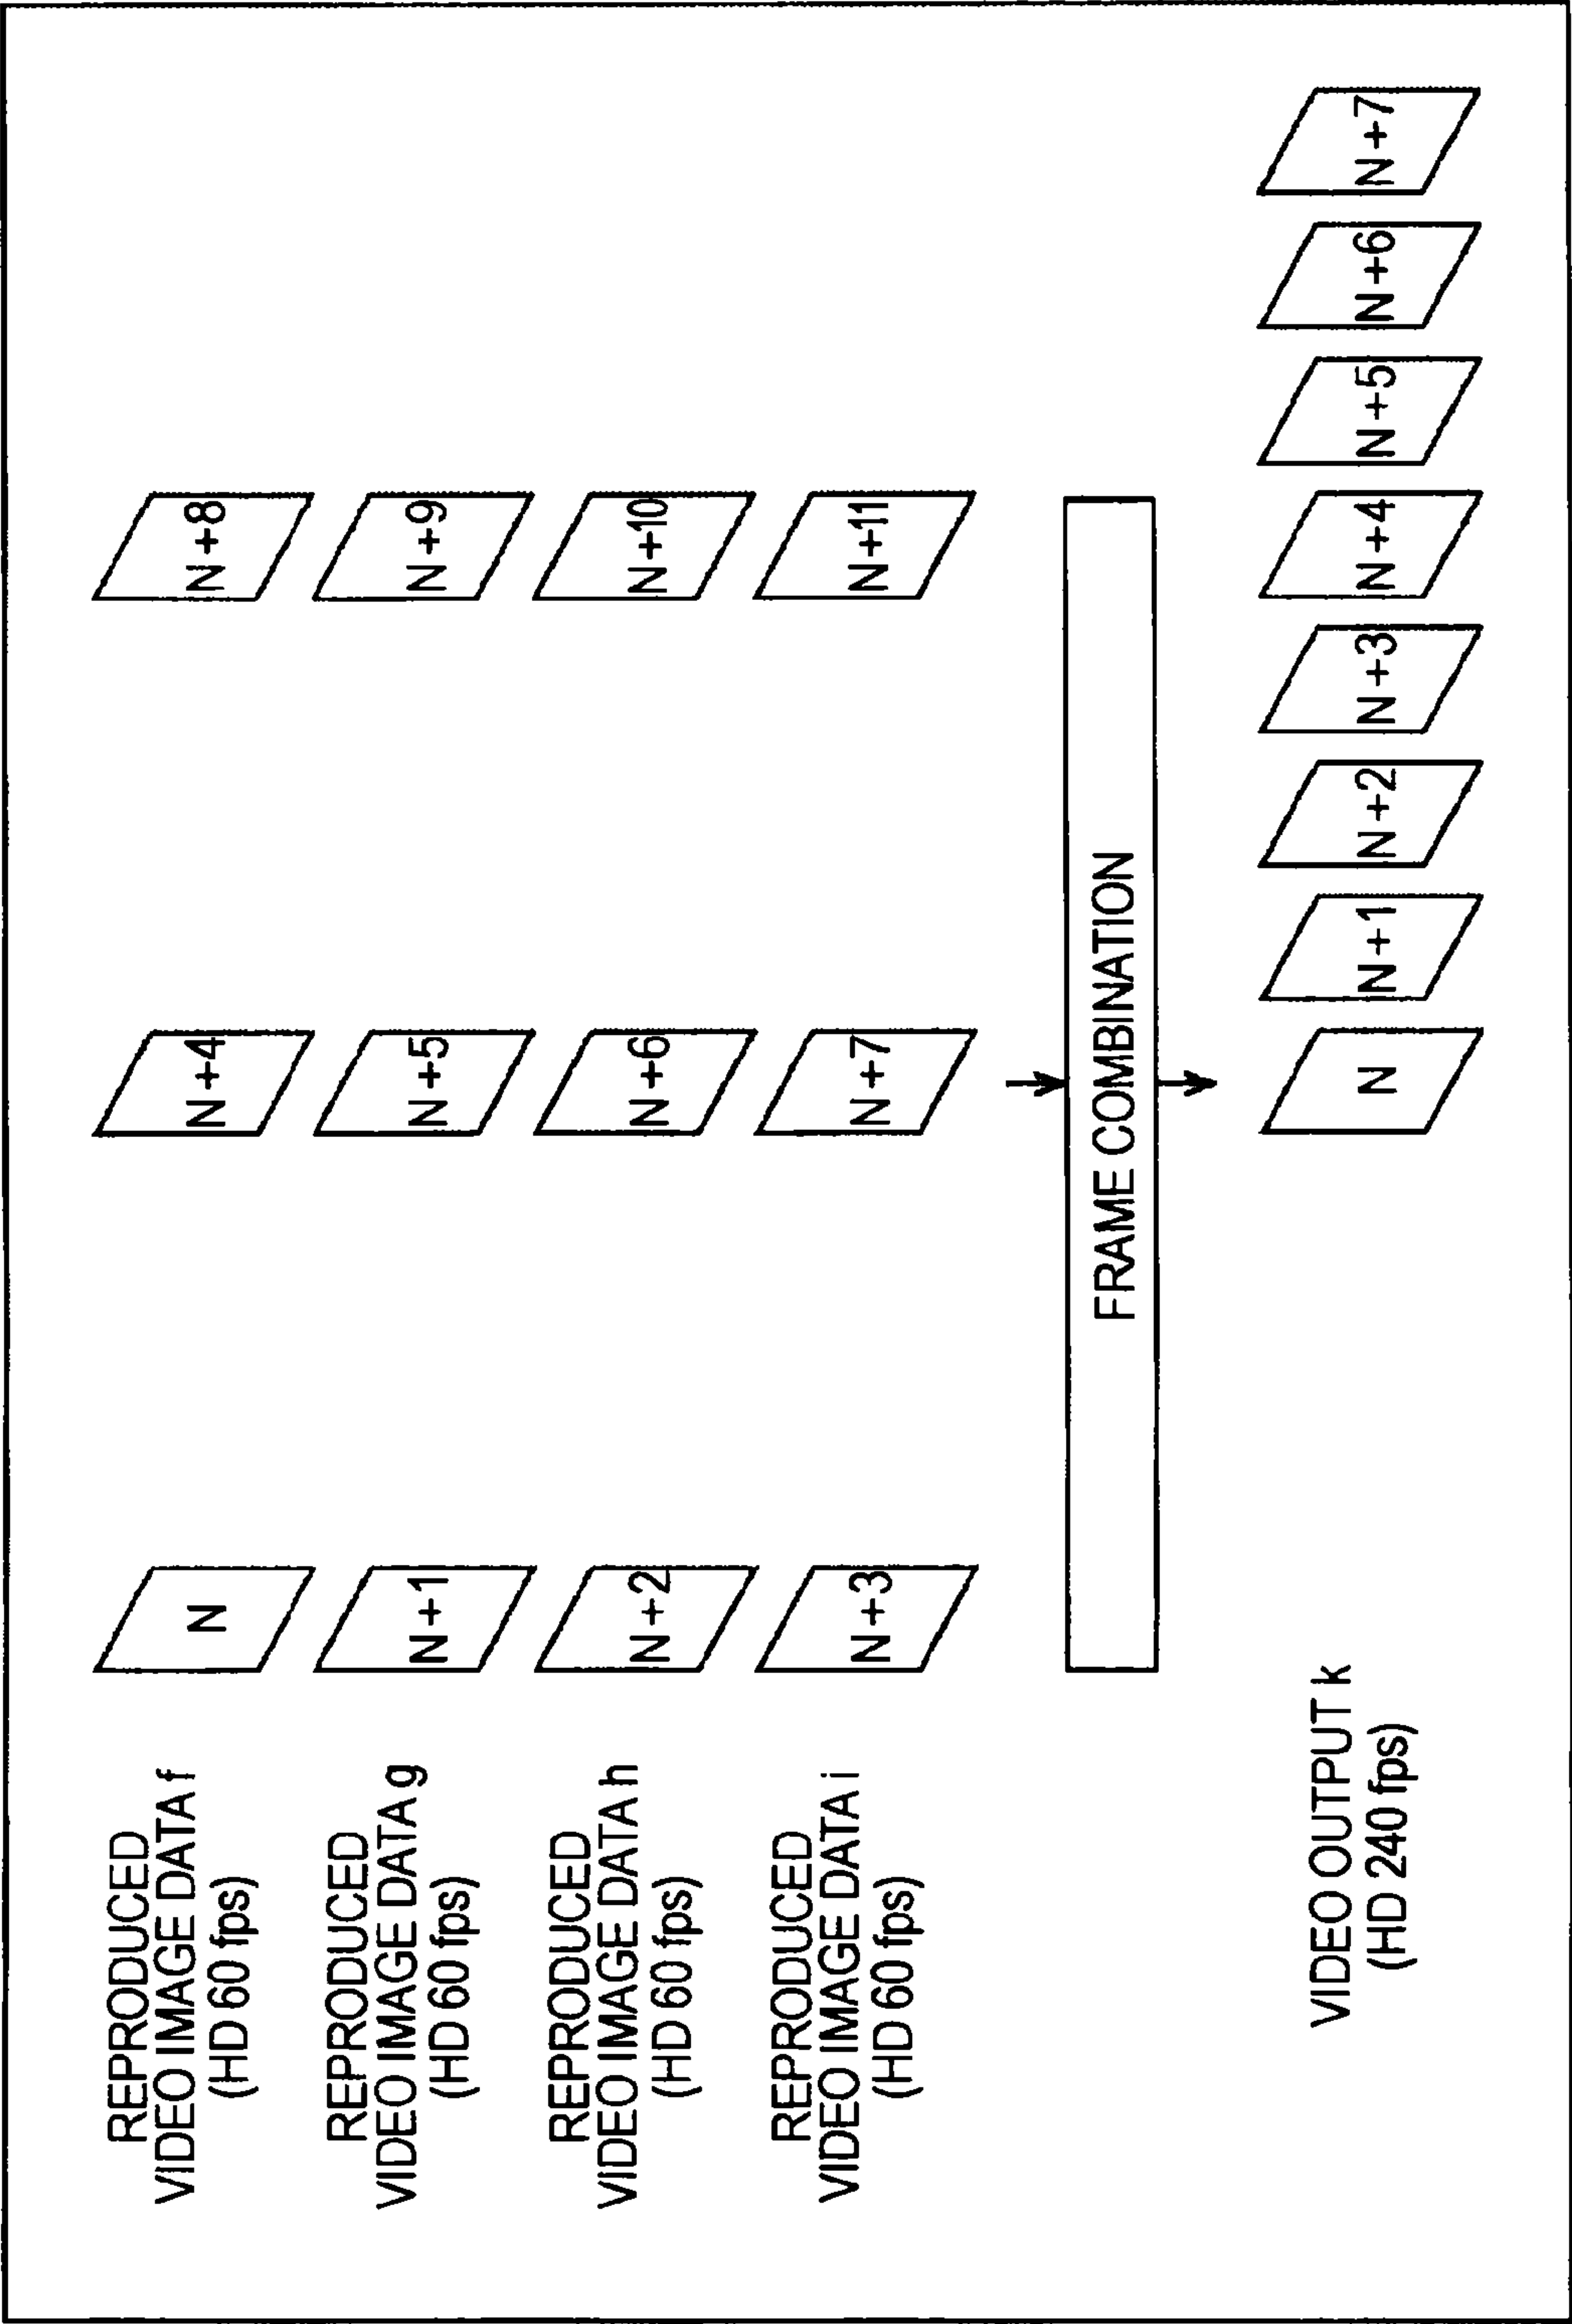 REPRODUCED
VIDEO IMAGE DATA f
(HD 60 fps)
N
N+4
N+8
REPRODUCED
VIDEO IMAGE DATA g
(HD 60 fps)
N+1
N+5
N+9
REPRODUCED
VIDEO IMAGE DATA h
(HD 60 fps)
N+2
N+6
N+10
REPRODUCED
VIDEO IMAGE DATA i
(HD 60 fps)
N+3
N+7
N+11
FRAME COMBINATION
VIDEO OUTPUT k
(HD 240 fps)
N
N+1
N+2
N+3
N+4
N+5
N+6
N+7